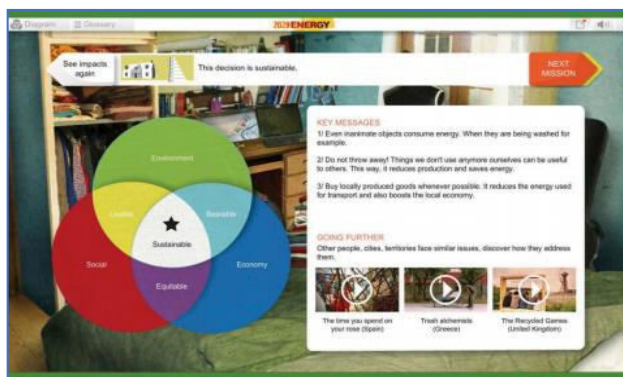 Diagram
Glossary
2020 ENERGY
See impacts
again
This decision is sustainable.
NEXT
MISSION
Environment
Livable
Bearable
Sustainable
Social
Economy
Equitable
KEY MESSAGES
1/ Even inanimate objects consume energy. When they are being washed for
example.
2/ Do not throw away! Things we don't use anymore ourselves can be useful
to others. This way, it reduces production and saves energy.
3/ Buy locally produced goods whenever possible. It reduces the energy used
for transport and also boosts the local economy.
GOING FURTHER
Other people, cities, territories face similar issues, discover how they address
them.
The time you spend on
your rose (Spain)
Trash alchemists
(Greece)
The Recycled Games
(United Kingdom)